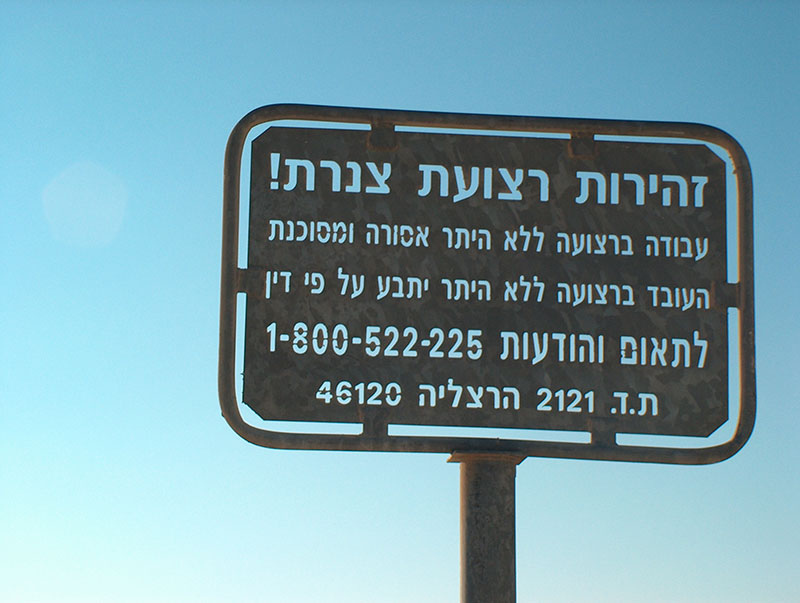 זהירות רצועת צנרת!
עבודה ברצועה ללא היתר אסורה ומסוכנת
העובד ברצועה ללא היתר יתבע על פי דין
לתאום והודעות 1-800-522-225
ת.ד. 2121 הרצליה 46120